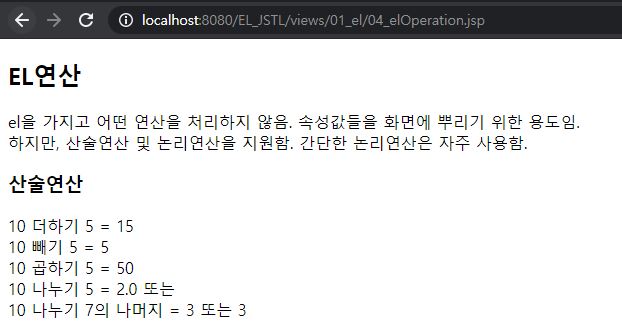 localhost:8080/EL_JSTL/views/01_el/04_elOperation.jsp
EL연산
el을 가지고 어떤 연산을 처리하지 않음. 속성값들을 화면에 뿌리기 위한 용도임.
하지만, 산술연산 및 논리연산을 지원함. 간단한 논리연산은 자주 사용함.
산술연산
10 더하기 5 = 15
10 빼기 5 = 5
10 곱하기 5 = 50
10 나누기 5 = 2.0 또는
10 나누기 7의 나머지 = 3 또는 3